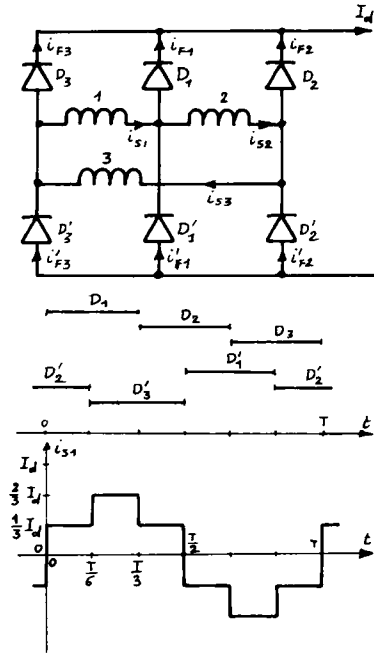 I_d
i_F3 i_F1 i_F2
D_3 D_1 D_2
1 2
i_S1 i_S2
3
i_S3
D'_3 D'_1 D'_2
i'_F3 i'_F1 i'_F2
D_1
D_2
D_3
D'_2 D'_1 D'_2
D'_3
0 T t
i_S1
I_d
2/3 I_d
1/3 I_d
0 T/2 T t
0 T/6 T/3